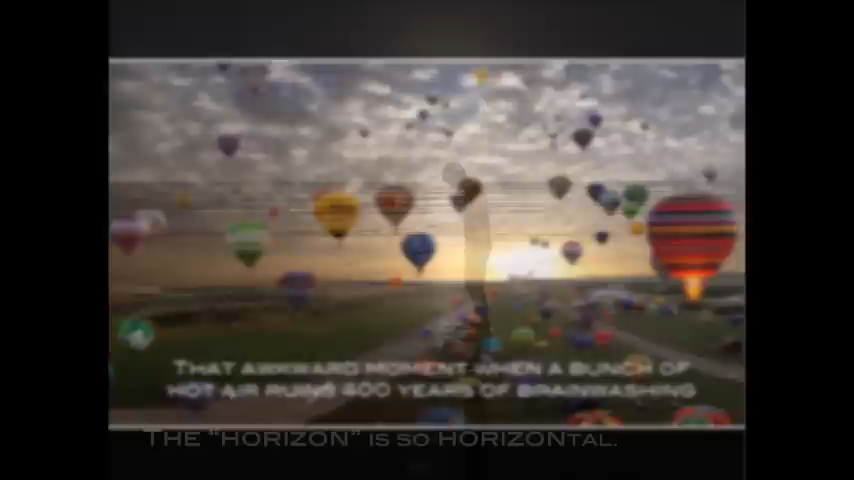 THAT AWKWARD MOMENT WHEN A BUNCH OF
HOT AIR RUINS 400 YEARS OF BRAINWASHING
THE "HORIZON" IS SO HORIZONTAL.